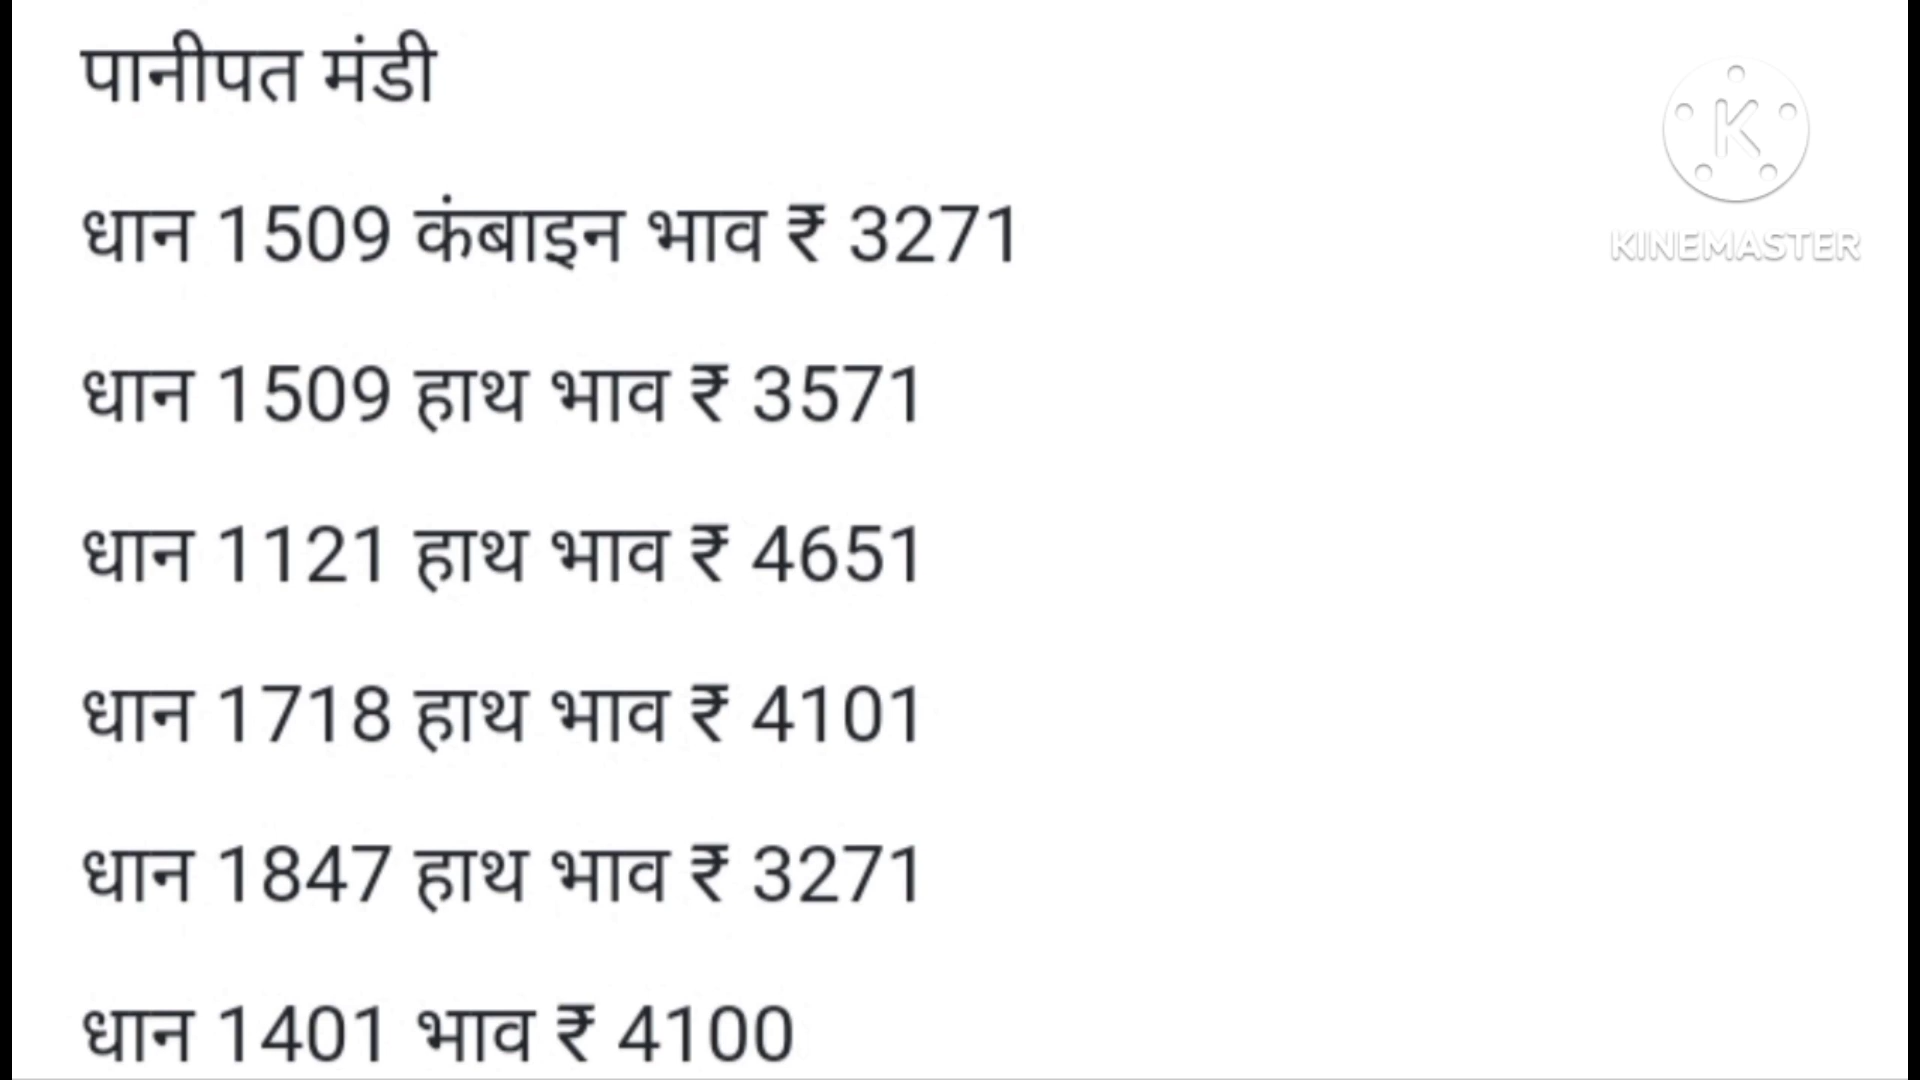 पानीपत मंडी
धान 1509 कंबाइन भाव ₹ 3271
धान 1509 हाथ भाव ₹ 3571
धान 1121 हाथ भाव ₹ 4651
धान 1718 हाथ भाव ₹ 4101
धान 1847 हाथ भाव ₹ 3271
धान 1401 भाव ₹ 4100
K
KINEMASTER